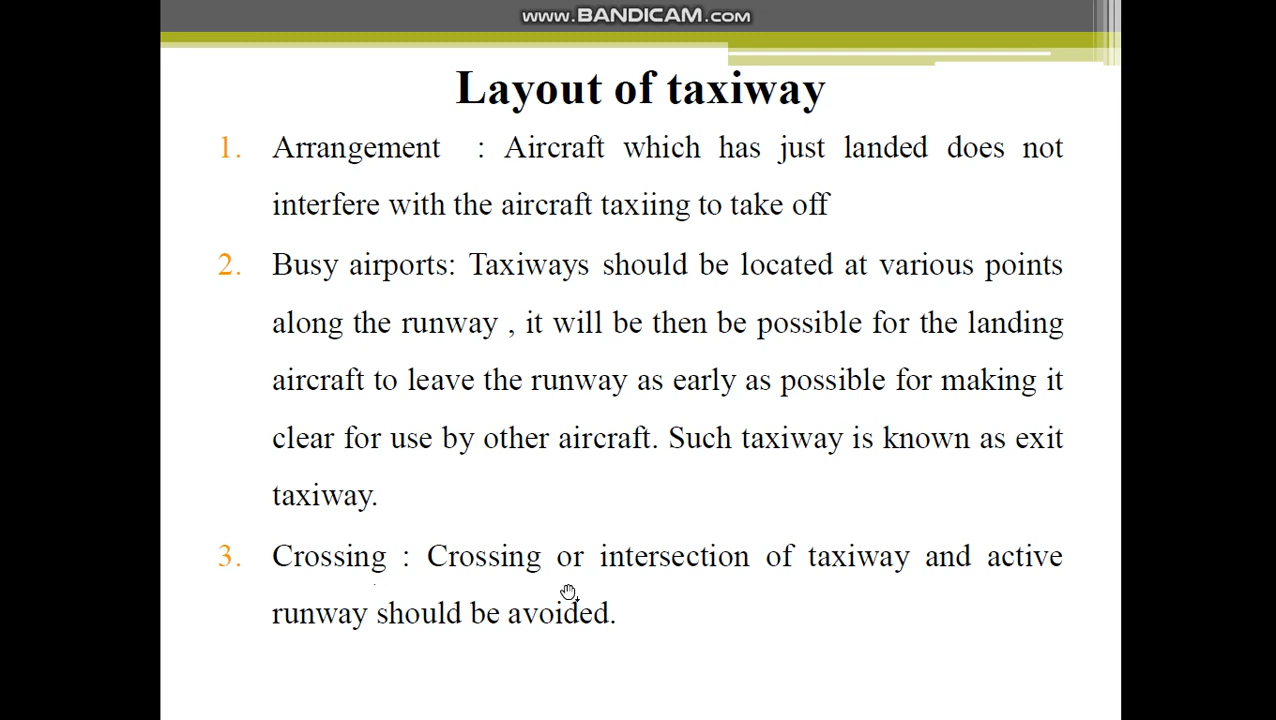 www.BANDICAM.com
Layout of taxiway
1. Arrangement : Aircraft which has just landed does not
interfere with the aircraft taxiing to take off
2. Busy airports: Taxiways should be located at various points
along the runway , it will be then be possible for the landing
aircraft to leave the runway as early as possible for making it
clear for use by other aircraft. Such taxiway is known as exit
taxiway.
3. Crossing : Crossing or intersection of taxiway and active
runway should be avoided.